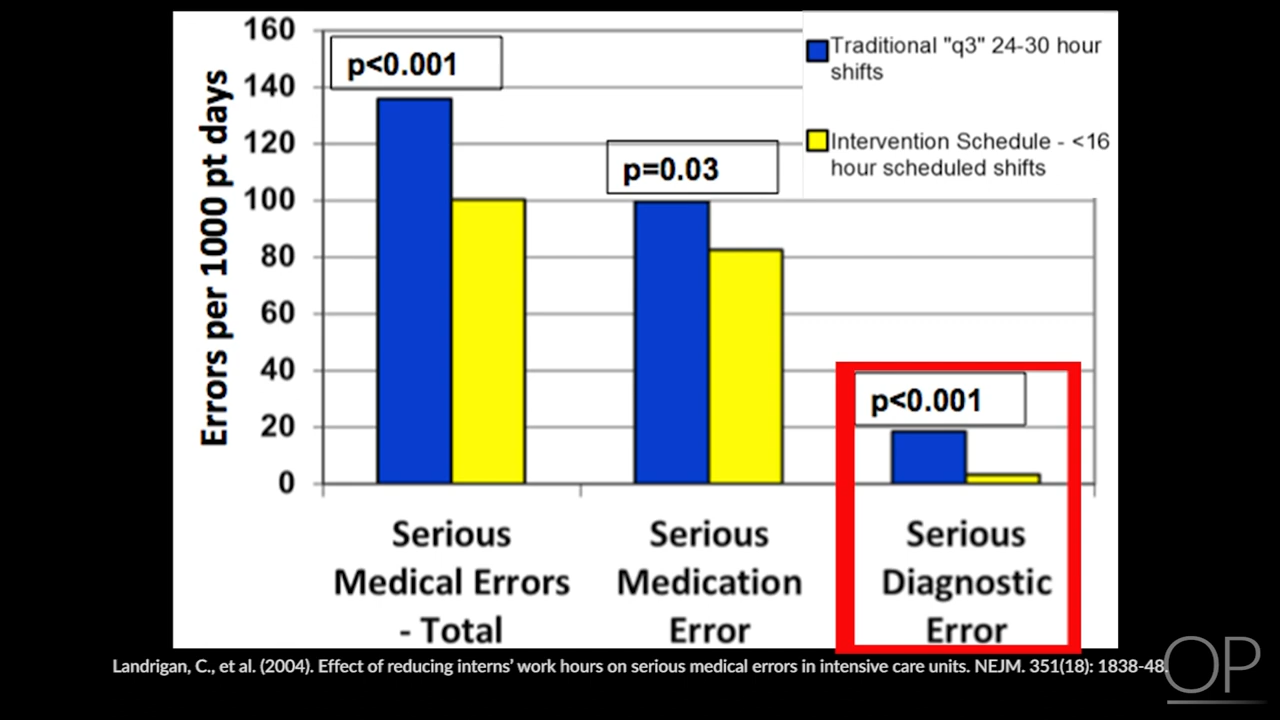 160
140
120
100
80
60
40
20
0
Errors per 1000 pt days
p<0.001
p=0.03
p<0.001
Traditional "q3" 24-30 hour
shifts
Intervention Schedule - <16
hour scheduled shifts
Serious
Medical Errors
- Total
Serious
Medication
Error
Serious
Diagnostic
Error
Landrigan, C., et al. (2004). Effect of reducing interns' work hours on serious medical errors in intensive care units. NEJM. 351(18): 1838-48.
OP